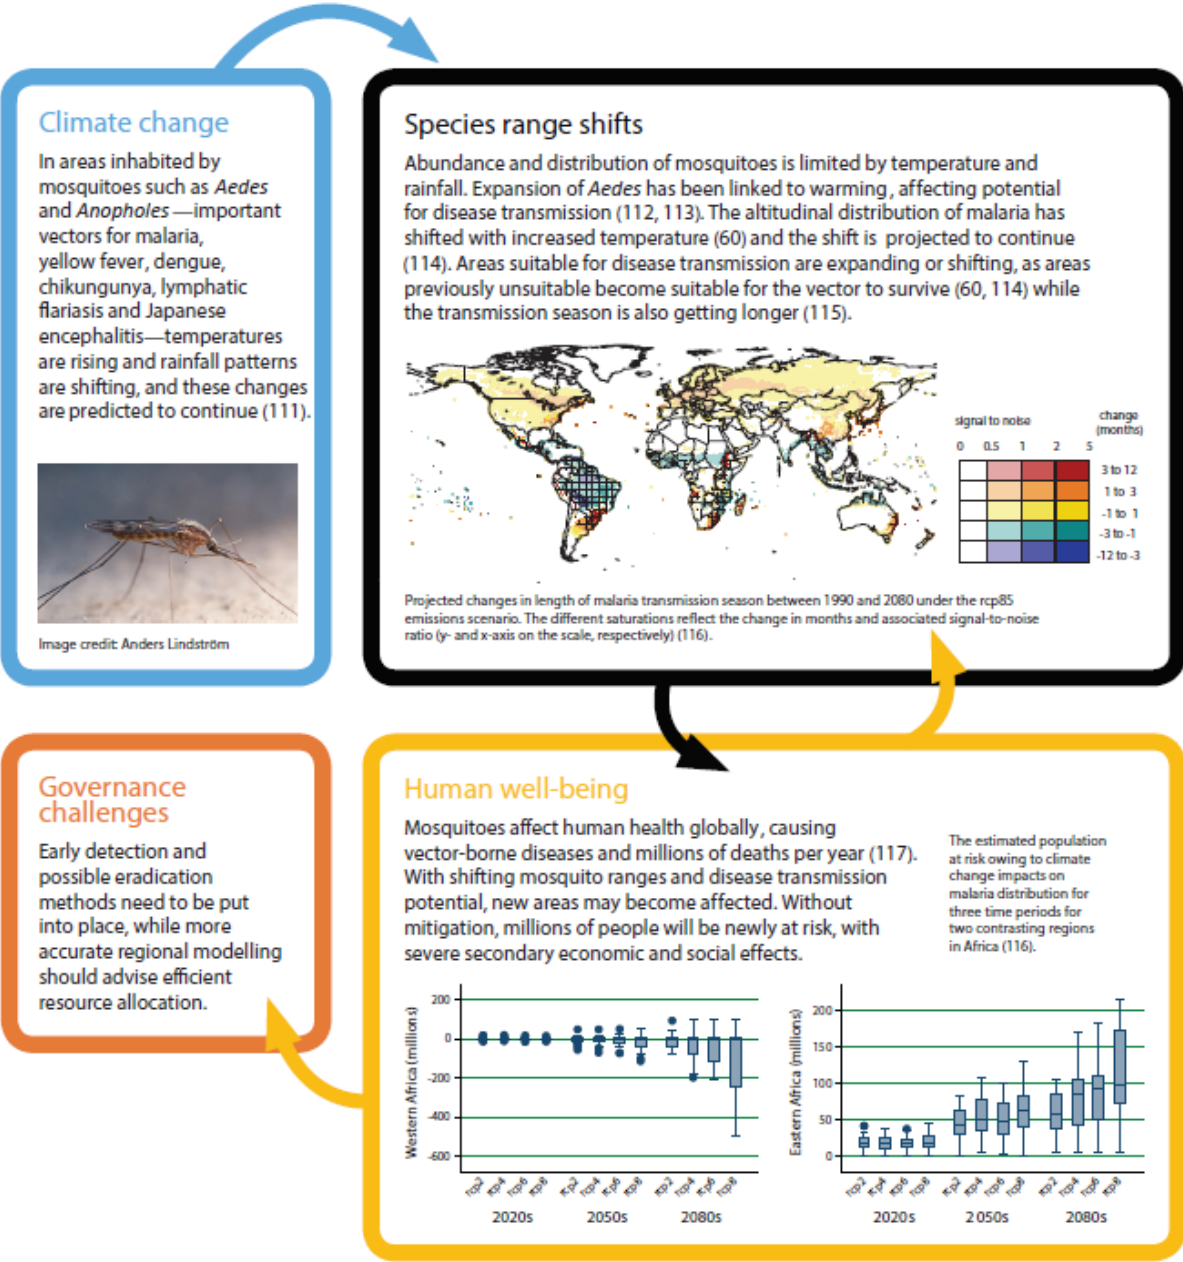 Climate change
In areas inhabited by
mosquitoes such as Aedes
and Anopholes —important
vectors for malaria,
yellow fever, dengue,
chikungunya, lymphatic
flariasis and Japanese
encephalitis—temperatures
are rising and rainfall patterns
are shifting, and these changes
are predicted to continue (111).
Image credit: Anders Lindström
Species range shifts
Abundance and distribution of mosquitoes is limited by temperature and
rainfall. Expansion of Aedes has been linked to warming, affecting potential
for disease transmission (112, 113). The altitudinal distribution of malaria has
shifted with increased temperature (60) and the shift is projected to continue
(114). Areas suitable for disease transmission are expanding or shifting, as areas
previously unsuitable become suitable for the vector to survive (60, 114) while
the transmission season is also getting longer (115).
signal to noise
change
(months)
0 0.5 1 2 5
3 to 12
1 to 3
-1 to 1
-3 to -1
-12 to -3
Projected changes in length of malaria transmission season between 1990 and 2080 under the rcp85
emissions scenario. The different saturations reflect the change in months and associated signal-to-noise
ratio (y- and x-axis on the scale, respectively) (116).
Governance
challenges
Early detection and
possible eradication
methods need to be put
into place, while more
accurate regional modelling
should advise efficient
resource allocation.
Human well-being
Mosquitoes affect human health globally, causing
vector-borne diseases and millions of deaths per year (117).
With shifting mosquito ranges and disease transmission
potential, new areas may become affected. Without
mitigation, millions of people will be newly at risk, with
severe secondary economic and social effects.
The estimated population
at risk owing to climate
change impacts on
malaria distribution for
three time periods for
two contrasting regions
in Africa (116).
Western Africa (millions)
200
0
-200
-400
-600
rcp2 rcp4 rcp6 rcp8 rcp2 rcp4 rcp6 rcp8 rcp2 rcp4 rcp6 rcp8
2020s 2050s 2080s
Eastern Africa (millions)
200
150
100
50
0
rcp2 rcp4 rcp6 rcp8 rcp2 rcp4 rcp6 rcp8 rcp2 rcp4 rcp6 rcp8
2020s 2050s 2080s